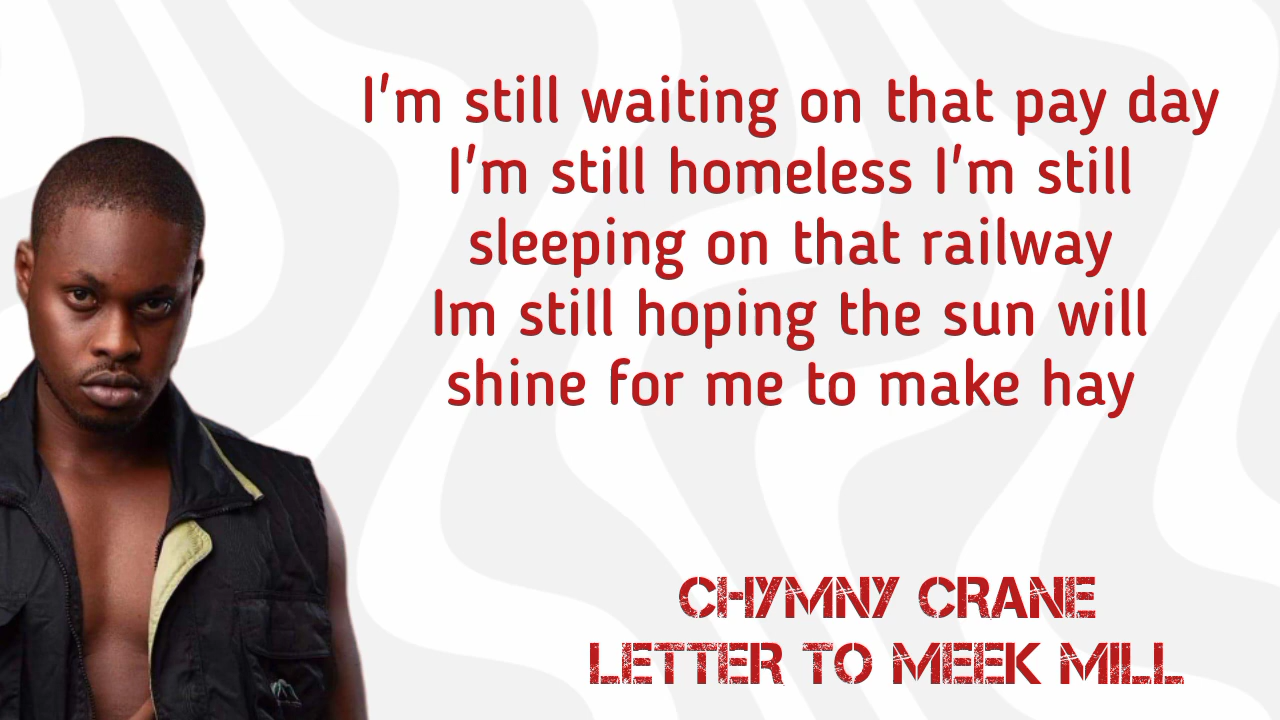 I'm still waiting on that pay day
I'm still homeless I'm still
sleeping on that railway
Im still hoping the sun will
shine for me to make hay
CHYMNY CRANE
LETTER TO MEEK MILL